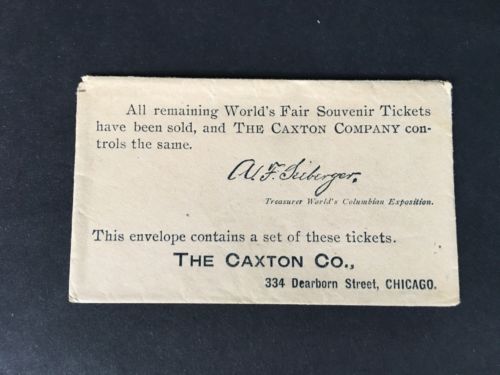 All remaining World's Fair Souvenir Tickets
have been sold, and THE CAXTON COMPANY con-
trols the same.
A. F. Seeberger,
Treasurer World's Columbian Exposition.
This envelope contains a set of these tickets.
THE CAXTON CO.,
334 Dearborn Street, CHICAGO.